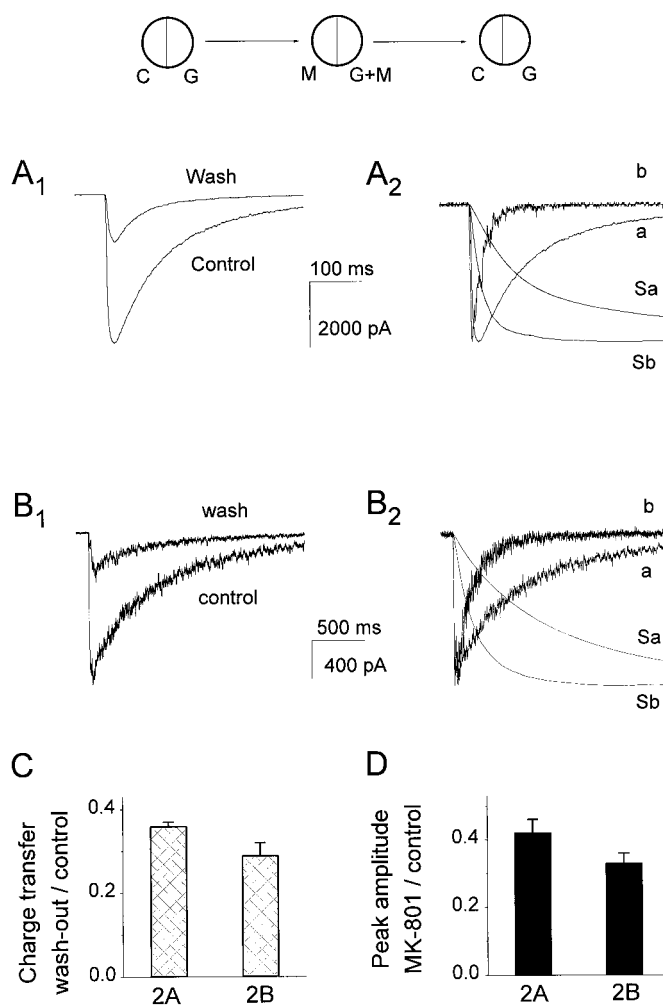 C G M G+M C G
A1 A2
Wash b
Control a
100 ms
2000 pA
Sa
Sb
B1 B2
wash b
control a
500 ms
400 pA
Sa
Sb
C D
Charge transfer
wash-out / control
0.4
0.2
0.0
2A 2B
Peak amplitude
MK-801 / control
0.4
0.2
0.0
2A 2B